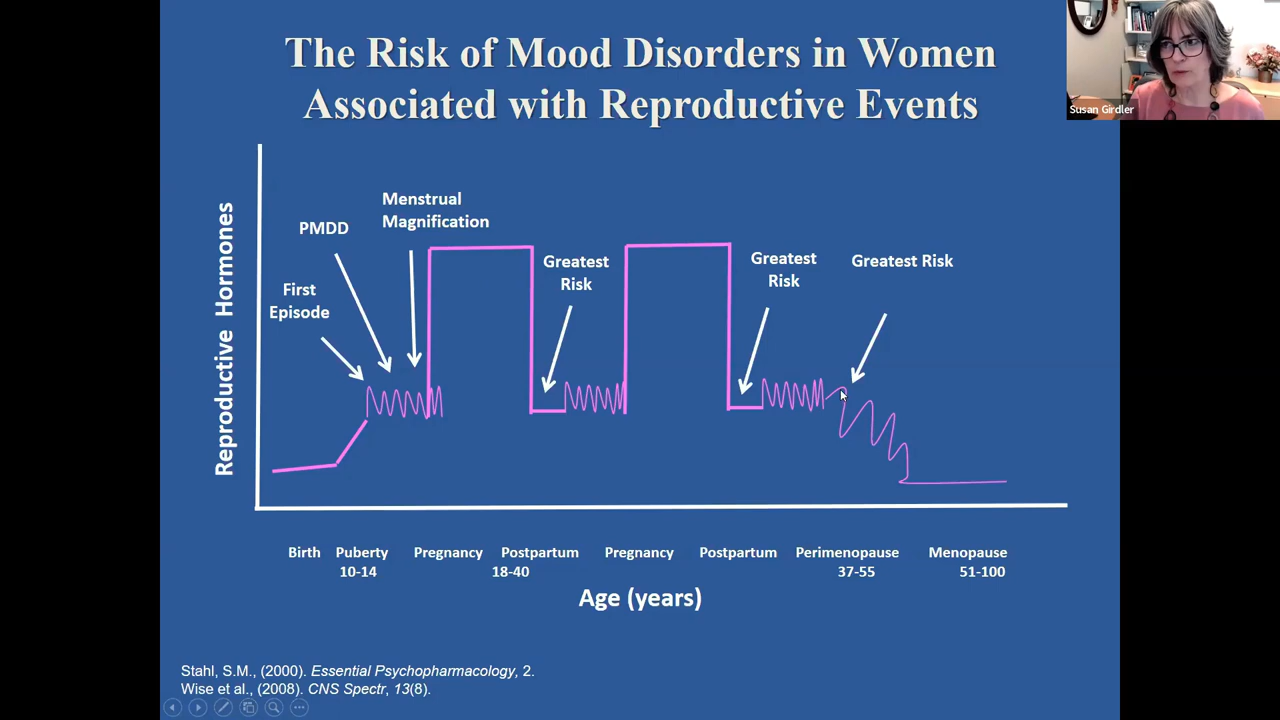 The Risk of Mood Disorders in Women
Associated with Reproductive Events
Susan Girdler
Reproductive Hormones
First
Episode
PMDD
Menstrual
Magnification
Greatest
Risk
Greatest
Risk
Greatest Risk
Birth Puberty Pregnancy Postpartum Pregnancy Postpartum Perimenopause Menopause
10-14 18-40 37-55 51-100
Age (years)
Stahl, S.M., (2000). Essential Psychopharmacology, 2.
Wise et al., (2008). CNS Spectr, 13(8).